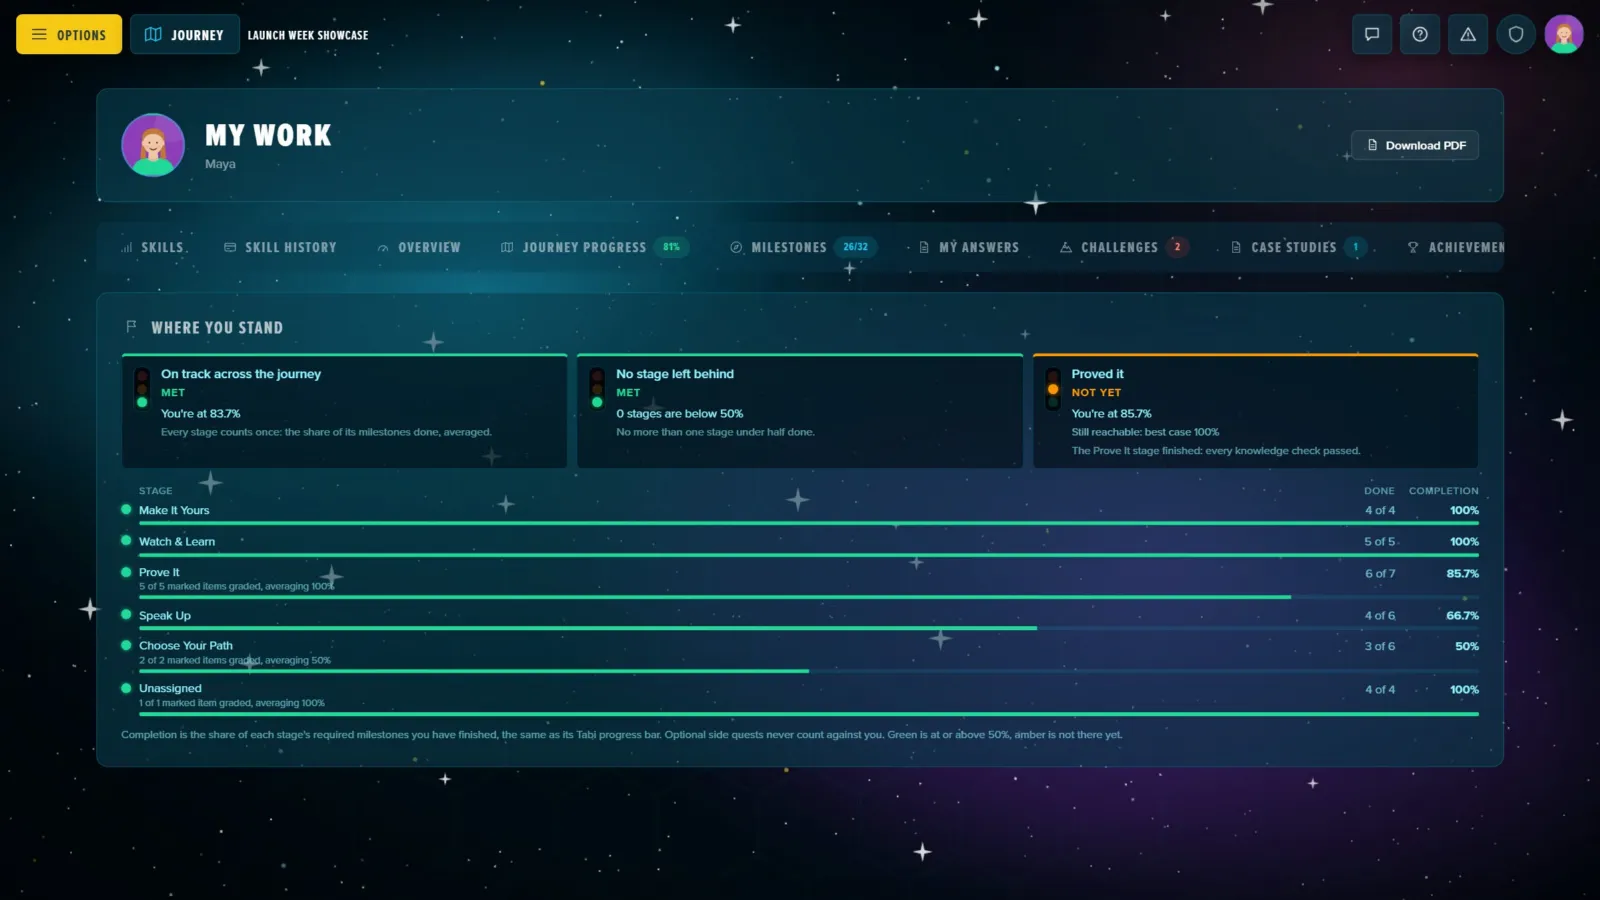 OPTIONS
JOURNEY
LAUNCH WEEK SHOWCASE
MY WORK
Maya
Download PDF
SKILLS
SKILL HISTORY
OVERVIEW
JOURNEY PROGRESS 81%
MILESTONES 26/32
MY ANSWERS
CHALLENGES 2
CASE STUDIES 1
ACHIEVEMEN
WHERE YOU STAND
On track across the journey
MET
You're at 83.7%
Every stage counts once: the share of its milestones done, averaged.
No stage left behind
MET
0 stages are below 50%
No more than one stage under half done.
Proved it
NOT YET
You're at 85.7%
Still reachable: best case 100%
The Prove It stage finished: every knowledge check passed.
STAGE DONE COMPLETION
Make It Yours 4 of 4 100%
Watch & Learn 5 of 5 100%
Prove It 6 of 7 85.7%
5 of 5 marked items graded, averaging 100%
Speak Up 4 of 6 66.7%
Choose Your Path 3 of 6 50%
2 of 2 marked items graded, averaging 50%
Unassigned 4 of 4 100%
1 of 1 marked item graded, averaging 100%
Completion is the share of each stage's required milestones you have finished, the same as its Tabi progress bar. Optional side quests never count against you. Green is at or above 50%, amber is not there yet.